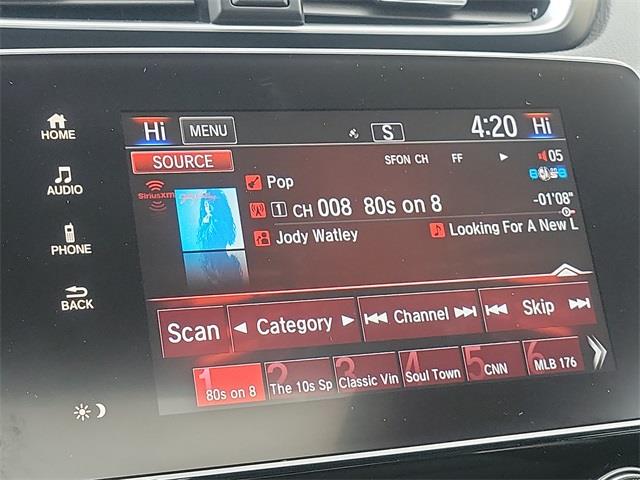 HOME
AUDIO
PHONE
BACK
Hi MENU S 4:20 Hi
SOURCE SFON CH FF 05
SiriusXM Pop
-01'08"
1 CH 008 80s on 8
Jody Watley Looking For A New L
Scan Category Channel Skip
1 80s on 8
2 The 10s Sp
3 Classic Vin
4 Soul Town
5 CNN
6 MLB 176